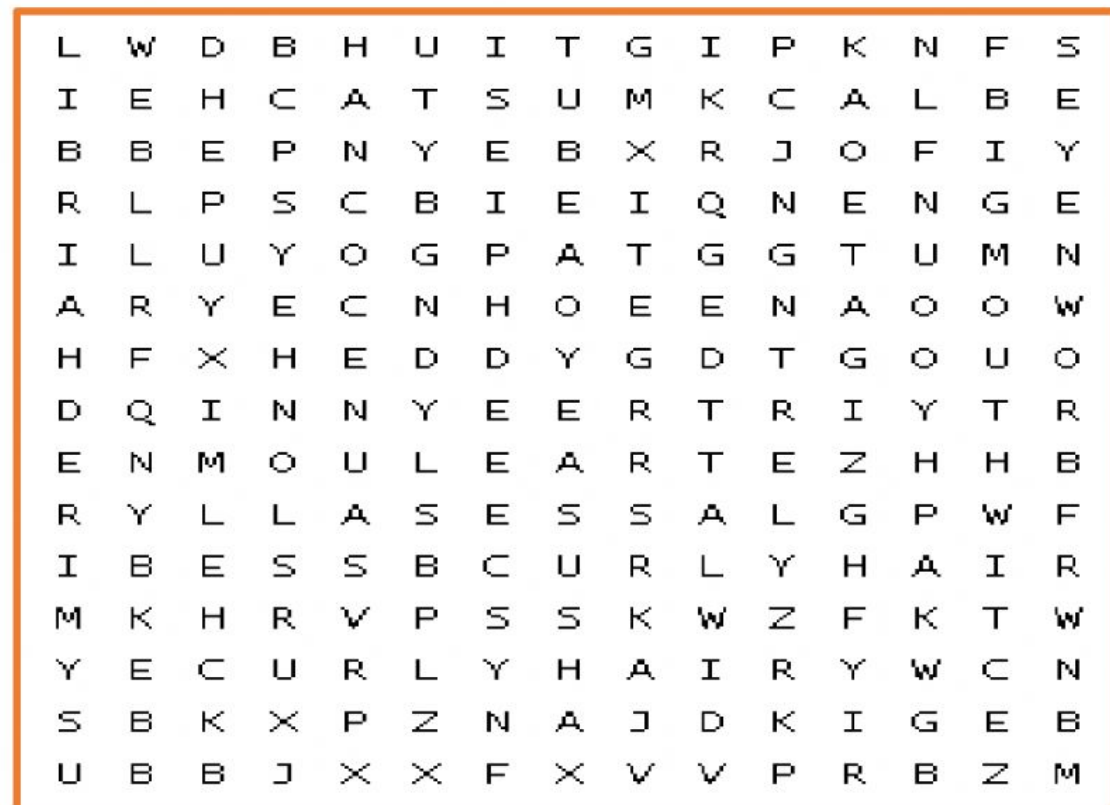 L W D B H U I T G I P K N F S
I E H C A T S U M K C A L B E
B B E P N Y E B X R J O F I Y
R L P S C B I E I Q N E N G E
I L U Y O G P A T G G T U M N
A R Y E C N H O E E N A O O W
H F X H E D D Y G D T G O U O
D Q I N N Y E E R T R I Y T R
E N M O U L E A R T E Z H H B
R Y L L A S E S S A L G P W F
I B E S S B C U R L Y H A I R
M K H R V P S S K W Z F K T W
Y E C U R L Y H A I R Y W C N
S B K X P Z N A J D K I G E B
U B B J X X F X V V P R B Z M